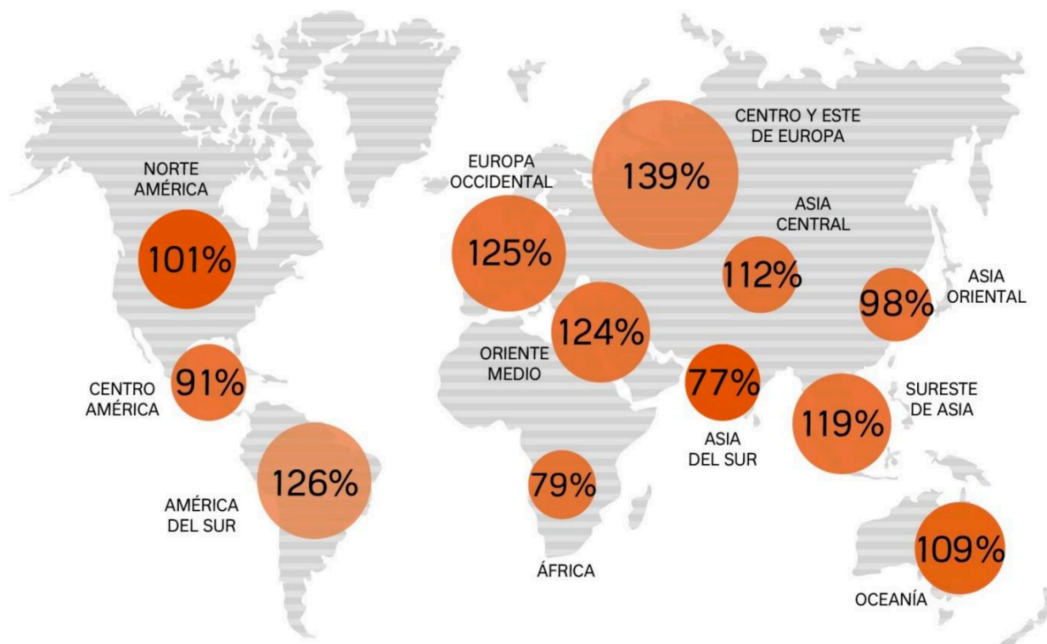 NORTE
AMÉRICA
101%
CENTRO
AMÉRICA
91%
AMÉRICA
DEL SUR
126%
EUROPA
OCCIDENTAL
125%
CENTRO Y ESTE
DE EUROPA
139%
ASIA
CENTRAL
112%
ASIA
ORIENTAL
98%
ORIENTE
MEDIO
124%
ASIA
DEL SUR
77%
SURESTE
DE ASIA
119%
ÁFRICA
79%
OCEANÍA
109%